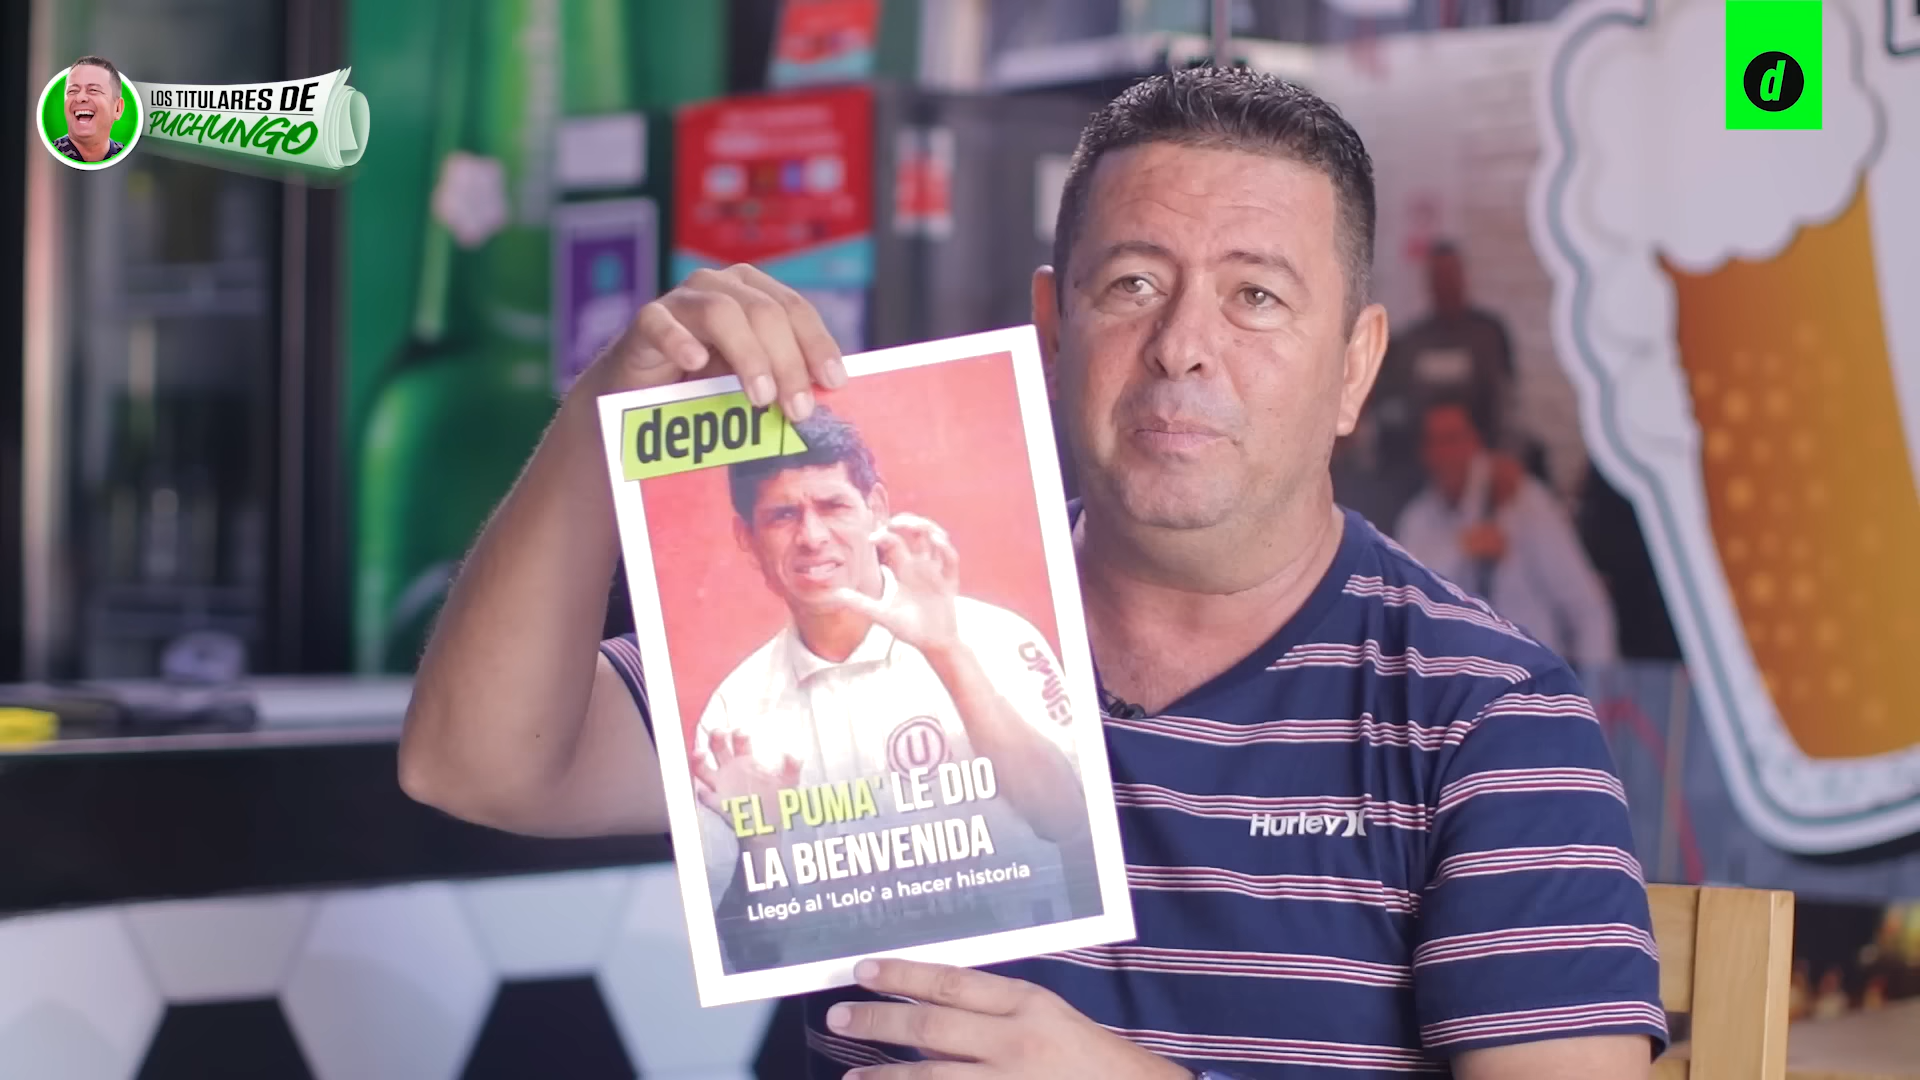 LOS TITULARES DE
PUCHUNGO
d
depor
U
'EL PUMA' LE DIO
LA BIENVENIDA
Llegó al 'Lolo' a hacer historia
Hurley